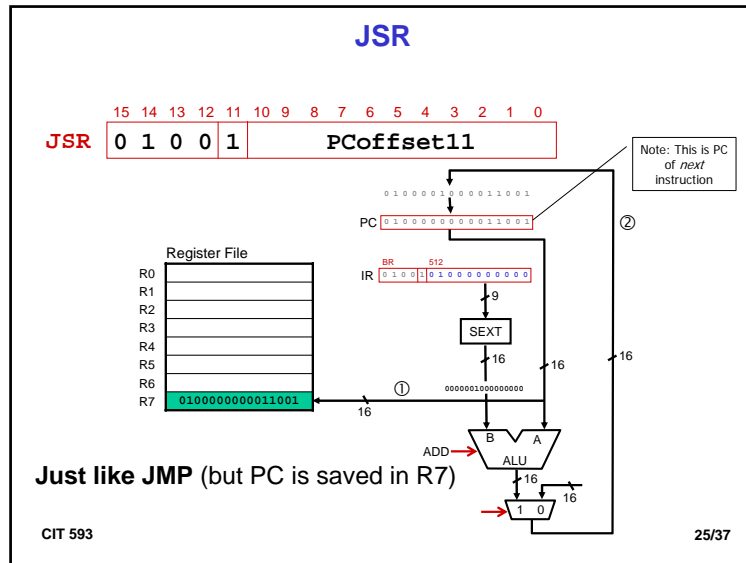 JSR
15 14 13 12 11 10 9 8 7 6 5 4 3 2 1 0
JSR 0 1 0 0 1 PCoffset11
Note: This is PC
of next
instruction
0 1 0 0 0 0 1 0 0 0 0 1 1 0 0 1
PC 0 1 0 0 0 0 0 0 0 0 0 1 1 0 0 1
②
Register File
BR 512
IR 0 1 0 0 1 0 1 0 0 0 0 0 0 0 0 0
R0
R1
R2
R3
R4
R5
R6
R7 0100000000011001
9
SEXT
16
16
16
0000001000000000
①
16
B A
ADD
ALU
16
16
1 0
Just like JMP (but PC is saved in R7)
CIT 593
25/37